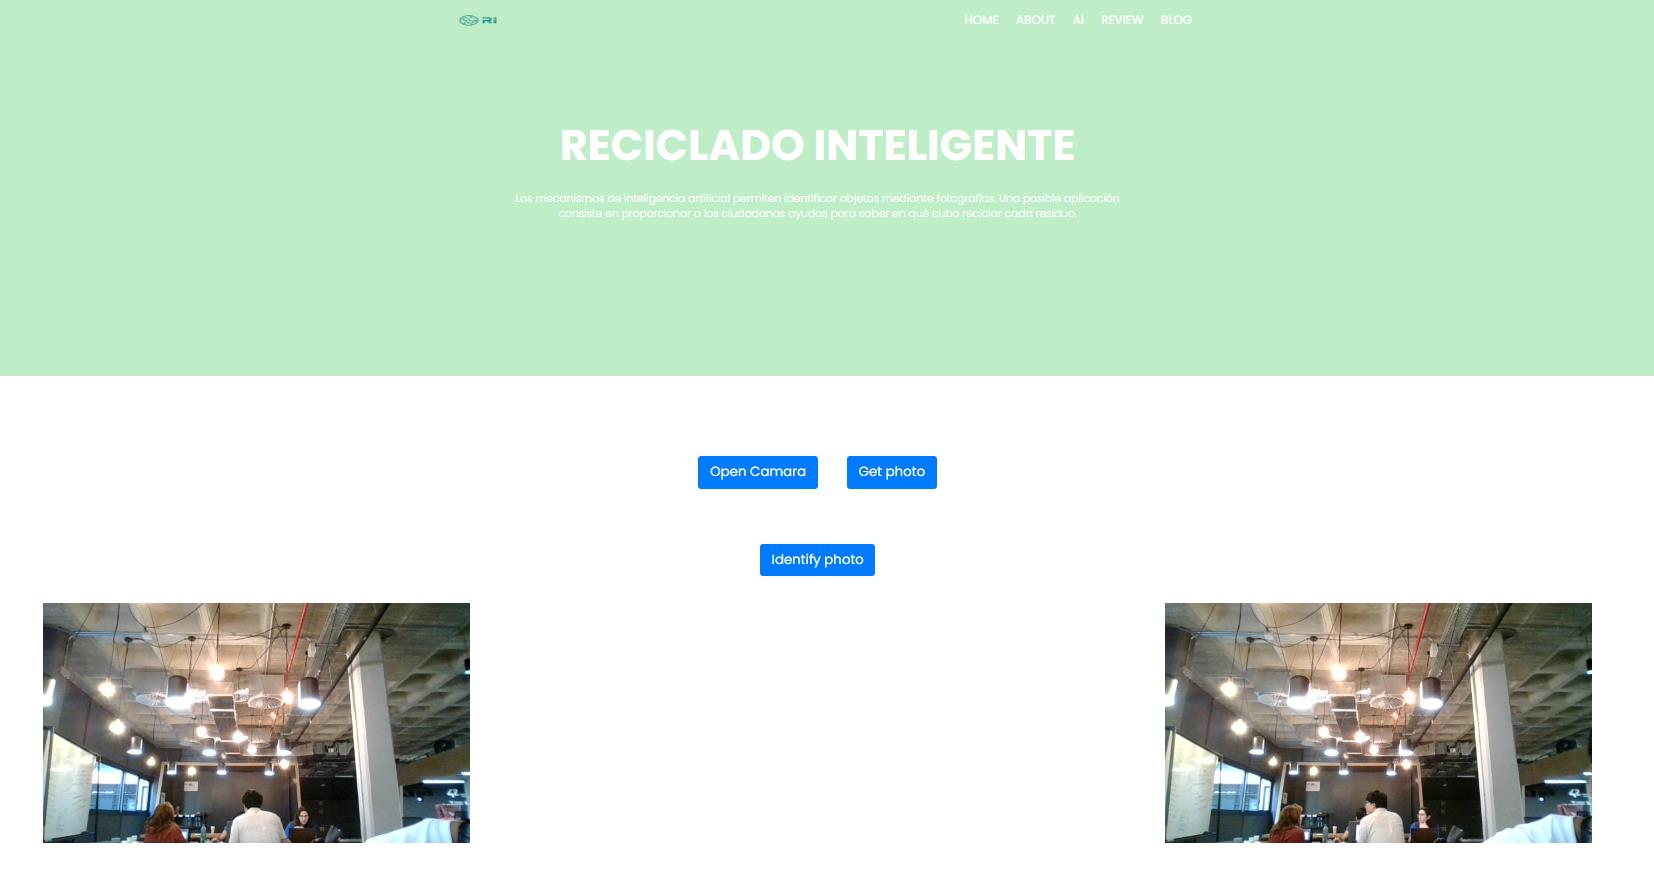 Ri
HOME ABOUT AI REVIEW BLOG
RECICLADO INTELIGENTE
Los mecanismos de inteligencia artificial permiten identificar objetos mediante fotografías. Una posible aplicación
consiste en proporcionar a los ciudadanos ayudas para saber en qué cubo reciclar cada residuo.
Open Camara Get photo
Identify photo